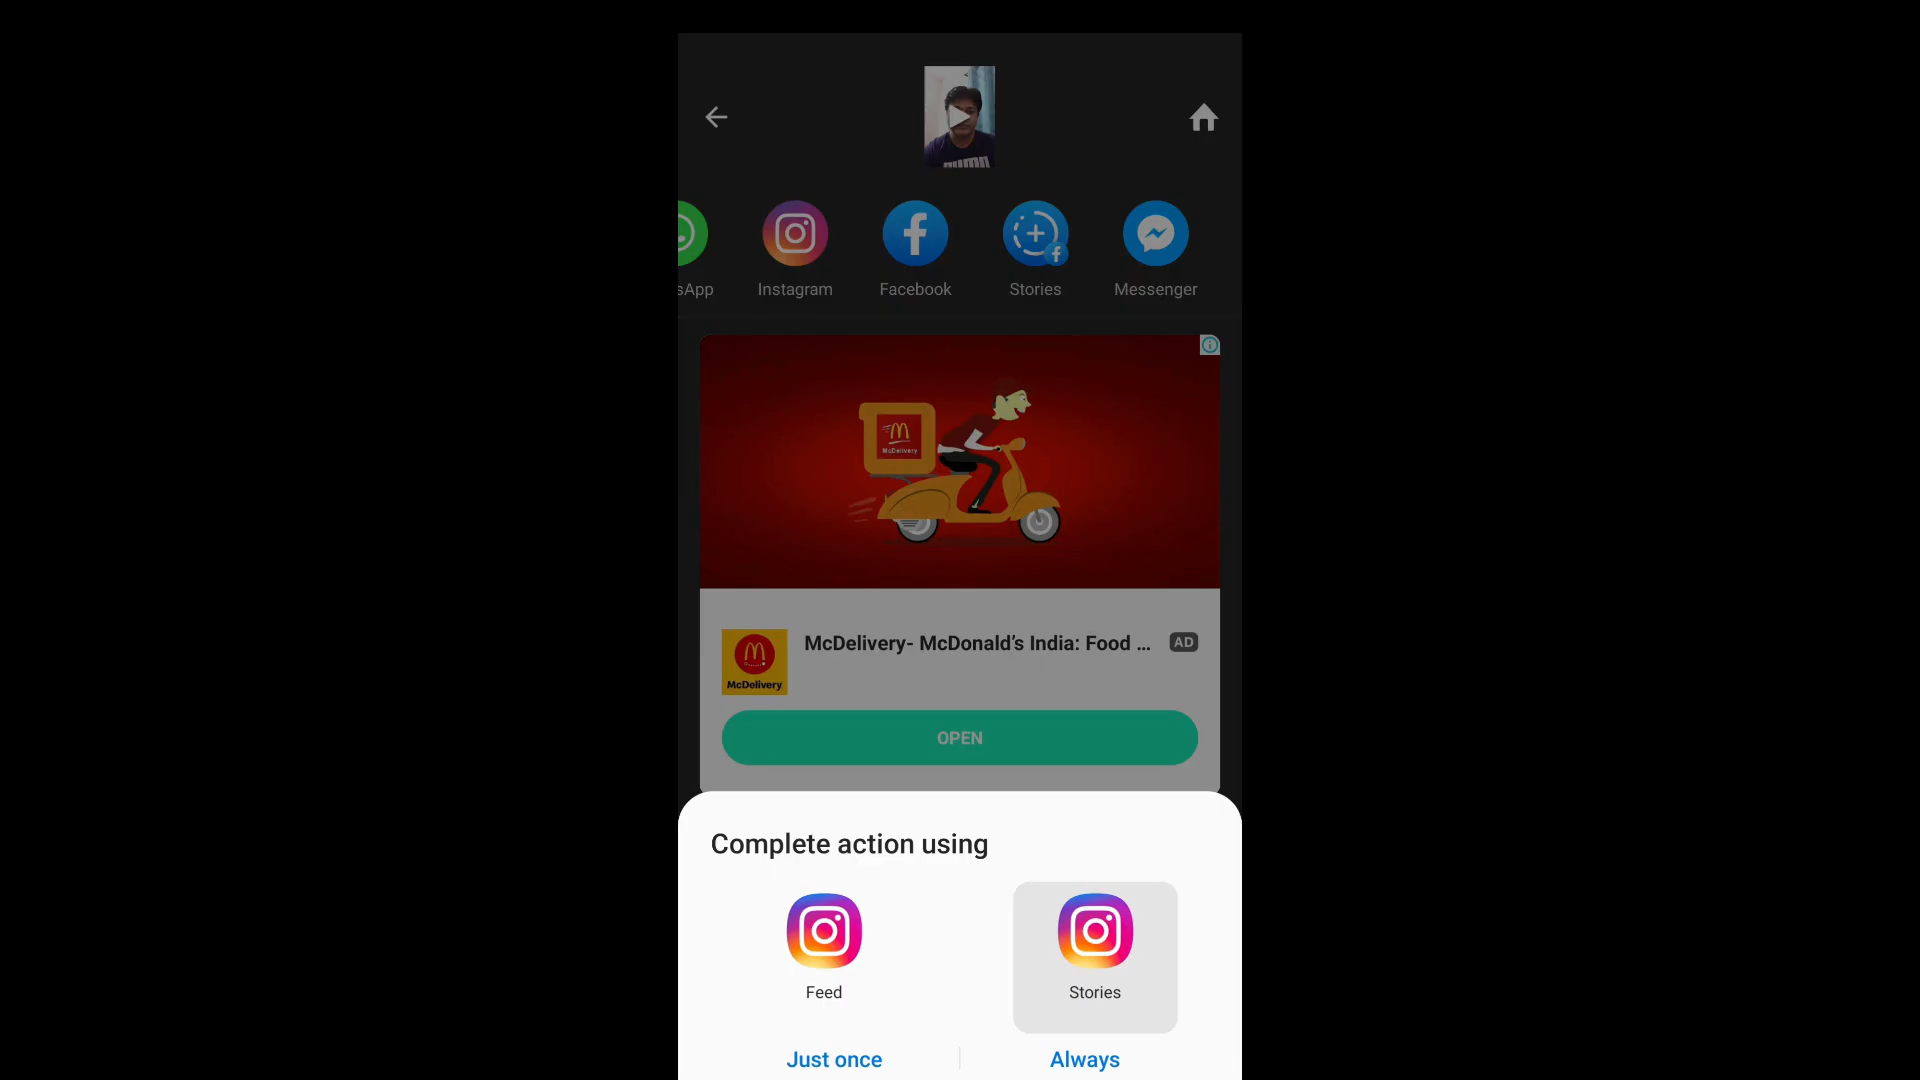 sApp
Instagram
Facebook
Stories
Messenger
McDelivery
McDelivery- McDonald’s India: Food ...
AD
McDelivery
OPEN
Complete action using
Feed
Stories
Just once
Always